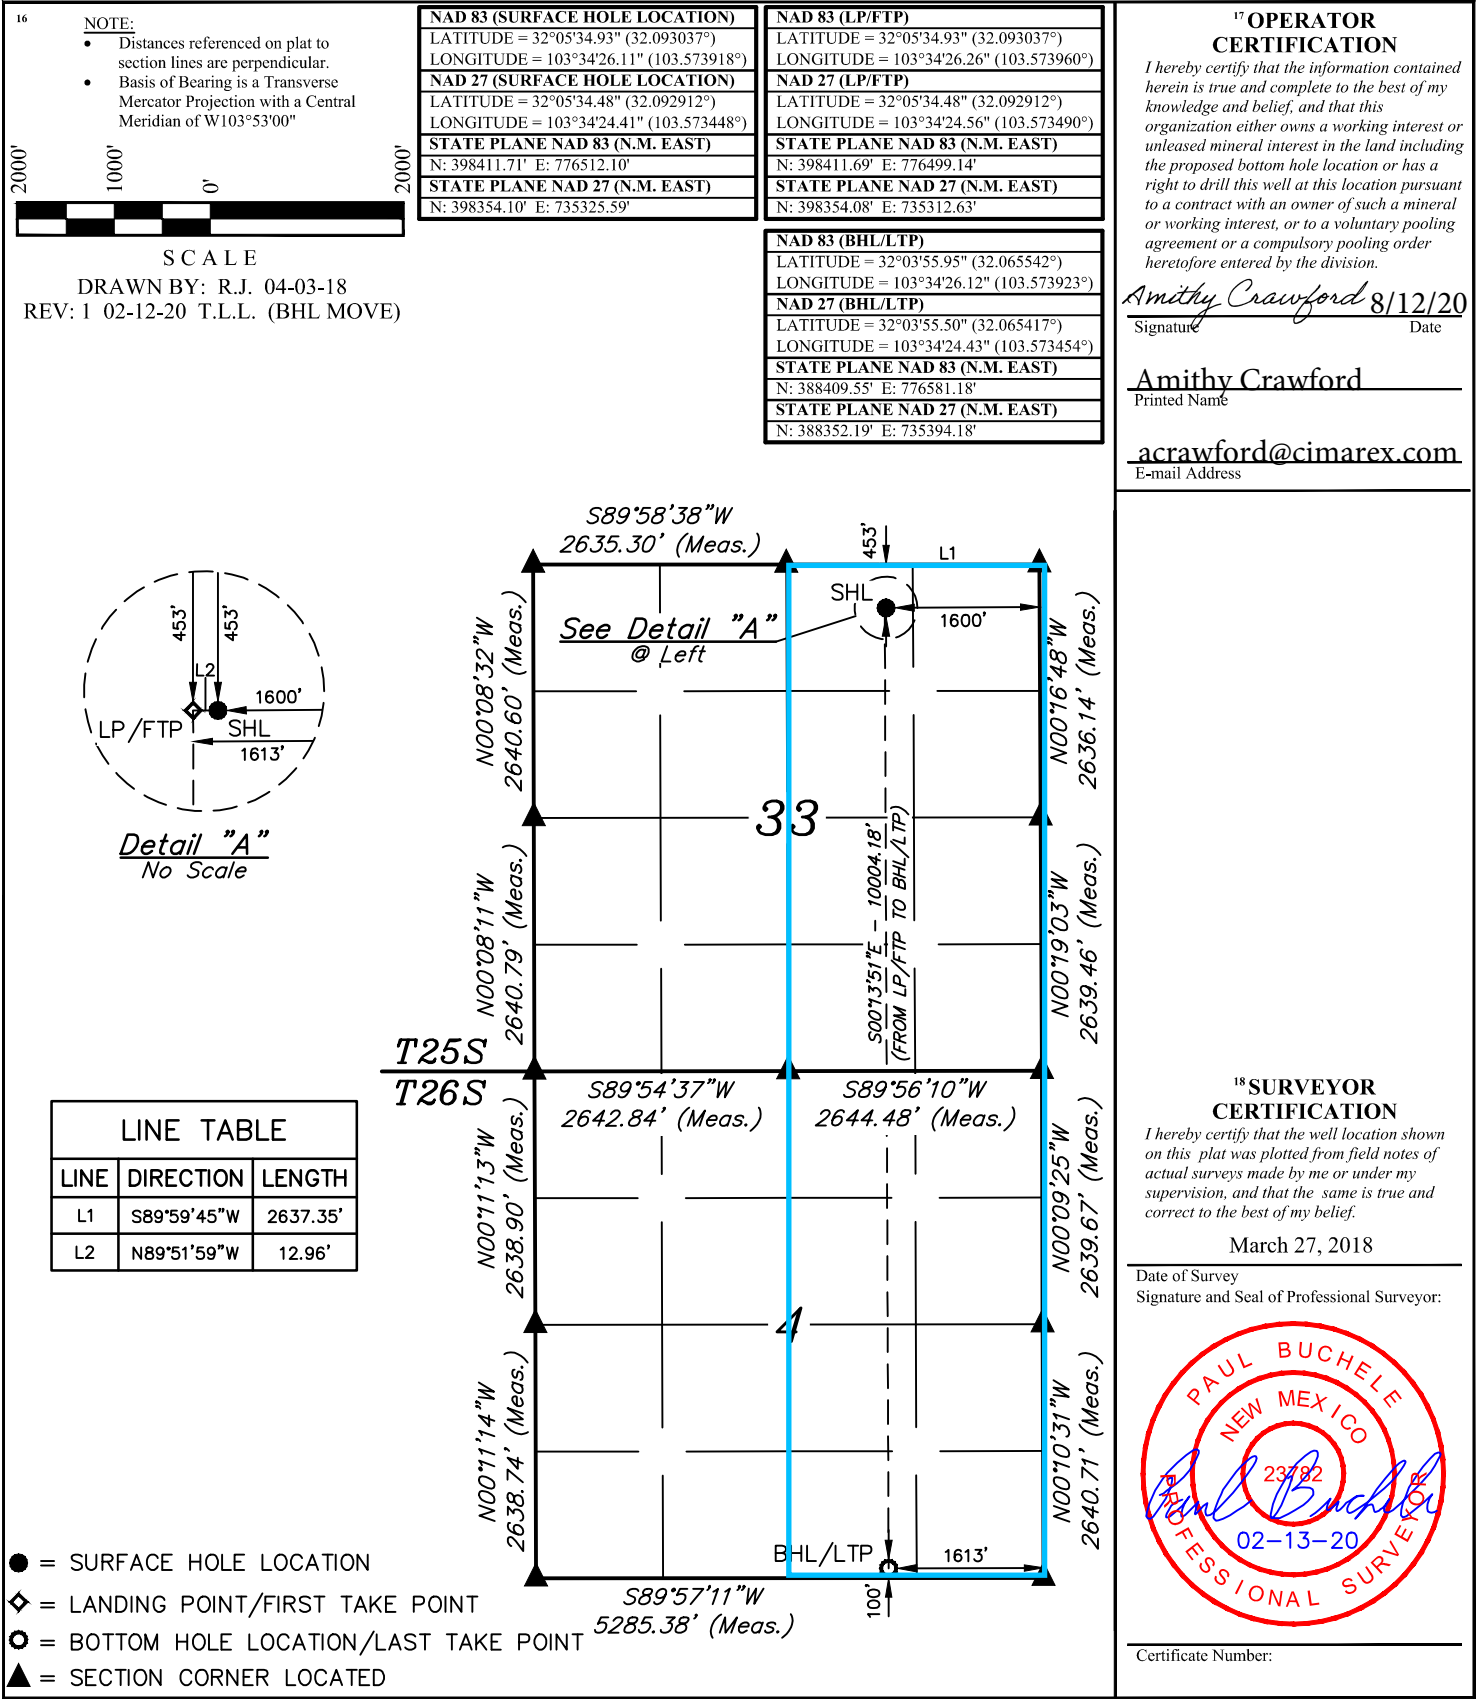 16
NOTE:
• Distances referenced on plat to
section lines are perpendicular.
• Basis of Bearing is a Transverse
Mercator Projection with a Central
Meridian of W103°53'00"
2000'
1000'
0'
2000'
SCALE
DRAWN BY: R.J. 04-03-18
REV: 1 02-12-20 T.L.L. (BHL MOVE)
NAD 83 (SURFACE HOLE LOCATION)
LATITUDE = 32°05'34.93" (32.093037°)
LONGITUDE = 103°34'26.11" (103.573918°)
NAD 27 (SURFACE HOLE LOCATION)
LATITUDE = 32°05'34.48" (32.092912°)
LONGITUDE = 103°34'24.41" (103.573448°)
STATE PLANE NAD 83 (N.M. EAST)
N: 398411.71' E: 776512.10'
STATE PLANE NAD 27 (N.M. EAST)
N: 398354.10' E: 735325.59'
NAD 83 (LP/FTP)
LATITUDE = 32°05'34.93" (32.093037°)
LONGITUDE = 103°34'26.26" (103.573960°)
NAD 27 (LP/FTP)
LATITUDE = 32°05'34.48" (32.092912°)
LONGITUDE = 103°34'24.56" (103.573490°)
STATE PLANE NAD 83 (N.M. EAST)
N: 398411.69' E: 776499.14'
STATE PLANE NAD 27 (N.M. EAST)
N: 398354.08' E: 735312.63'
NAD 83 (BHL/LTP)
LATITUDE = 32°03'55.95" (32.065542°)
LONGITUDE = 103°34'26.12" (103.573923°)
NAD 27 (BHL/LTP)
LATITUDE = 32°03'55.50" (32.065417°)
LONGITUDE = 103°34'24.43" (103.573454°)
STATE PLANE NAD 83 (N.M. EAST)
N: 388409.55' E: 776581.18'
STATE PLANE NAD 27 (N.M. EAST)
N: 388352.19' E: 735394.18'
17 OPERATOR
CERTIFICATION
I hereby certify that the information contained
herein is true and complete to the best of my
knowledge and belief, and that this
organization either owns a working interest or
unleased mineral interest in the land including
the proposed bottom hole location or has a
right to drill this well at this location pursuant
to a contract with an owner of such a mineral
or working interest, or to a voluntary pooling
agreement or a compulsory pooling order
heretofore entered by the division.
Amithy Crawford 8/12/20
Signature Date
Amithy Crawford
Printed Name
acrawford@cimarex.com
E-mail Address
S89°58'38"W
2635.30' (Meas.)
453'
L1
SHL
1600'
See Detail "A"
@ Left
N00°08'32"W
2640.60' (Meas.)
N00°16'48"W
2636.14' (Meas.)
33
N00°08'11"W
2640.79' (Meas.)
S00°13'51"E - 10004.18'
(FROM LP/FTP TO BHL/LTP)
N00°19'03"W
2639.46' (Meas.)
T25S
T26S
S89°54'37"W
2642.84' (Meas.)
S89°56'10"W
2644.48' (Meas.)
N00°11'13"W
2638.90' (Meas.)
N00°09'25"W
2639.67' (Meas.)
4
N00°11'14"W
2638.74' (Meas.)
N00°10'31"W
2640.71' (Meas.)
BHL/LTP
1613'
100'
S89°57'11"W
5285.38' (Meas.)
453'
453'
L2
1600'
LP/FTP
SHL
1613'
Detail "A"
No Scale
LINE TABLE
LINE DIRECTION LENGTH
L1 S89°59'45"W 2637.35'
L2 N89°51'59"W 12.96'
= SURFACE HOLE LOCATION
= LANDING POINT/FIRST TAKE POINT
= BOTTOM HOLE LOCATION/LAST TAKE POINT
= SECTION CORNER LOCATED
18 SURVEYOR
CERTIFICATION
I hereby certify that the well location shown
on this plat was plotted from field notes of
actual surveys made by me or under my
supervision, and that the same is true and
correct to the best of my belief.
March 27, 2018
Date of Survey
Signature and Seal of Professional Surveyor:
PAUL BUCHELE
NEW MEXICO
23782
Paul Buchele
02-13-20
PROFESSIONAL SURVEYOR
Certificate Number: